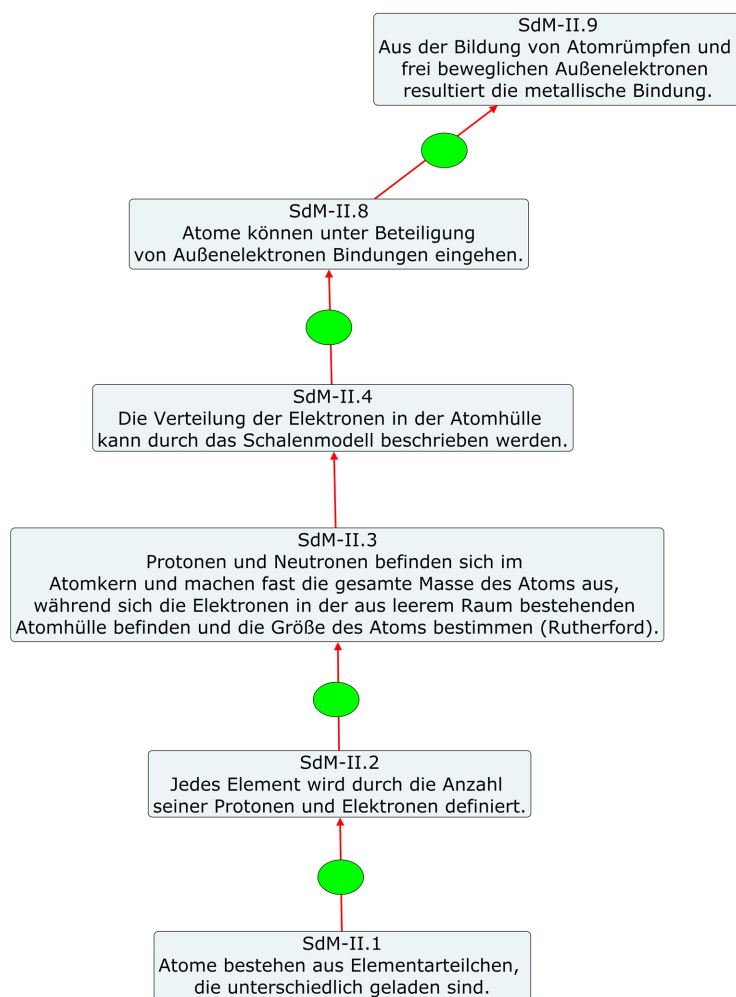 SdM-II.9
Aus der Bildung von Atomrümpfen und
frei beweglichen Außenelektronen
resultiert die metallische Bindung.
SdM-II.8
Atome können unter Beteiligung
von Außenelektronen Bindungen eingehen.
SdM-II.4
Die Verteilung der Elektronen in der Atomhülle
kann durch das Schalenmodell beschrieben werden.
SdM-II.3
Protonen und Neutronen befinden sich im
Atomkern und machen fast die gesamte Masse des Atoms aus,
während sich die Elektronen in der aus leerem Raum bestehenden
Atomhülle befinden und die Größe des Atoms bestimmen (Rutherford).
SdM-II.2
Jedes Element wird durch die Anzahl
seiner Protonen und Elektronen definiert.
SdM-II.1
Atome bestehen aus Elementarteilchen,
die unterschiedlich geladen sind.